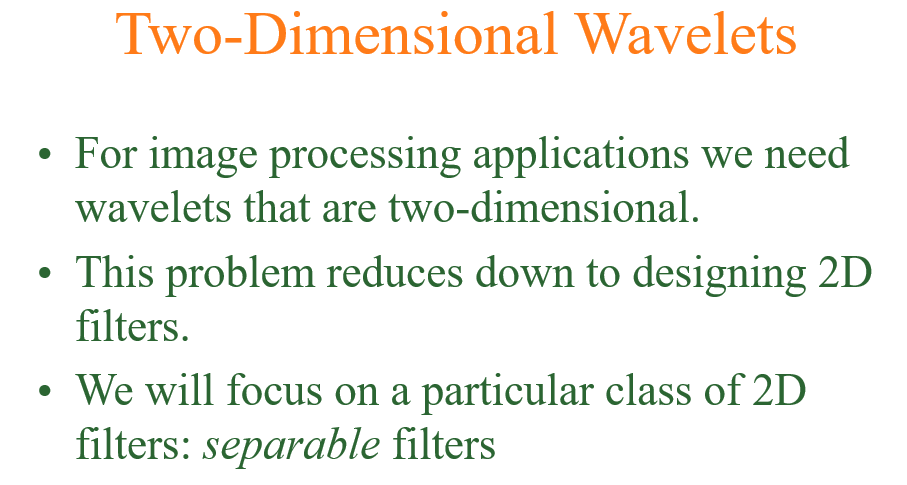 Two-Dimensional Wavelets
• For image processing applications we need
wavelets that are two-dimensional.
• This problem reduces down to designing 2D
filters.
• We will focus on a particular class of 2D
filters: separable filters